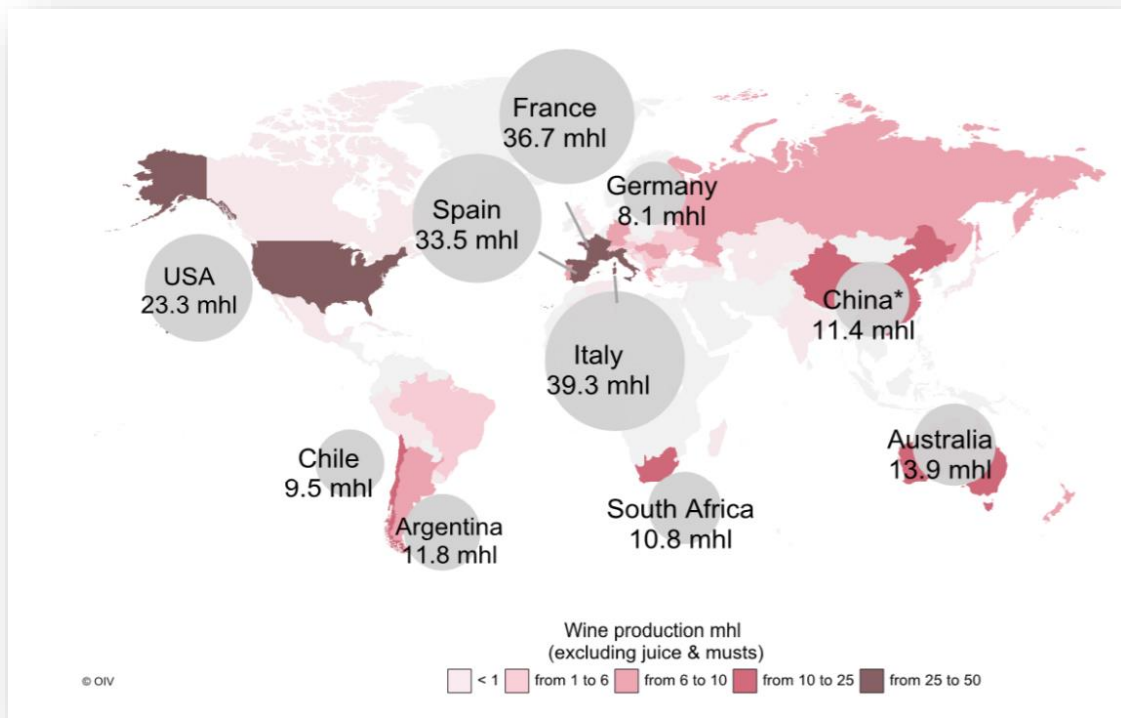 France
36.7 mhl
Germany
8.1 mhl
Spain
33.5 mhl
USA
23.3 mhl
China*
11.4 mhl
Italy
39.3 mhl
Australia
13.9 mhl
Chile
9.5 mhl
South Africa
10.8 mhl
Argentina
11.8 mhl
Wine production mhl
(excluding juice & musts)
< 1 from 1 to 6 from 6 to 10 from 10 to 25 from 25 to 50
© OIV